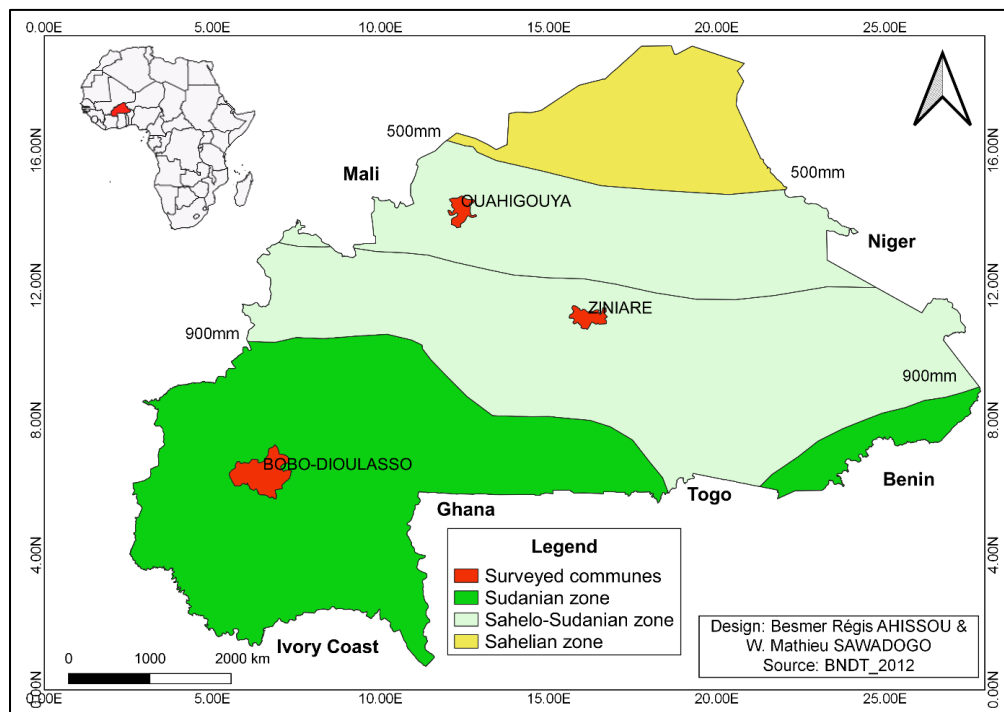 0.00E 5.00E 10.00E 15.00E 20.00E 25.00E
16.00N
16.00N
500mm
500mm
Mali
OUAHIGOUYA
Niger
12.00N
12.00N
ZINIARE
900mm
900mm
8.00N
8.00N
BOBO-DIOULASSO
Benin
Togo
Ghana
Legend
Surveyed communes
Sudanian zone
Sahelo-Sudanian zone
Sahelian zone
4.00N
4.00N
Design: Besmer Régis AHISSOU &
W. Mathieu SAWADOGO
Source: BNDT_2012
Ivory Coast
0 1000 2000 km
0.00N
0.00N
0.00E 5.00E 10.00E 15.00E 20.00E 25.00E